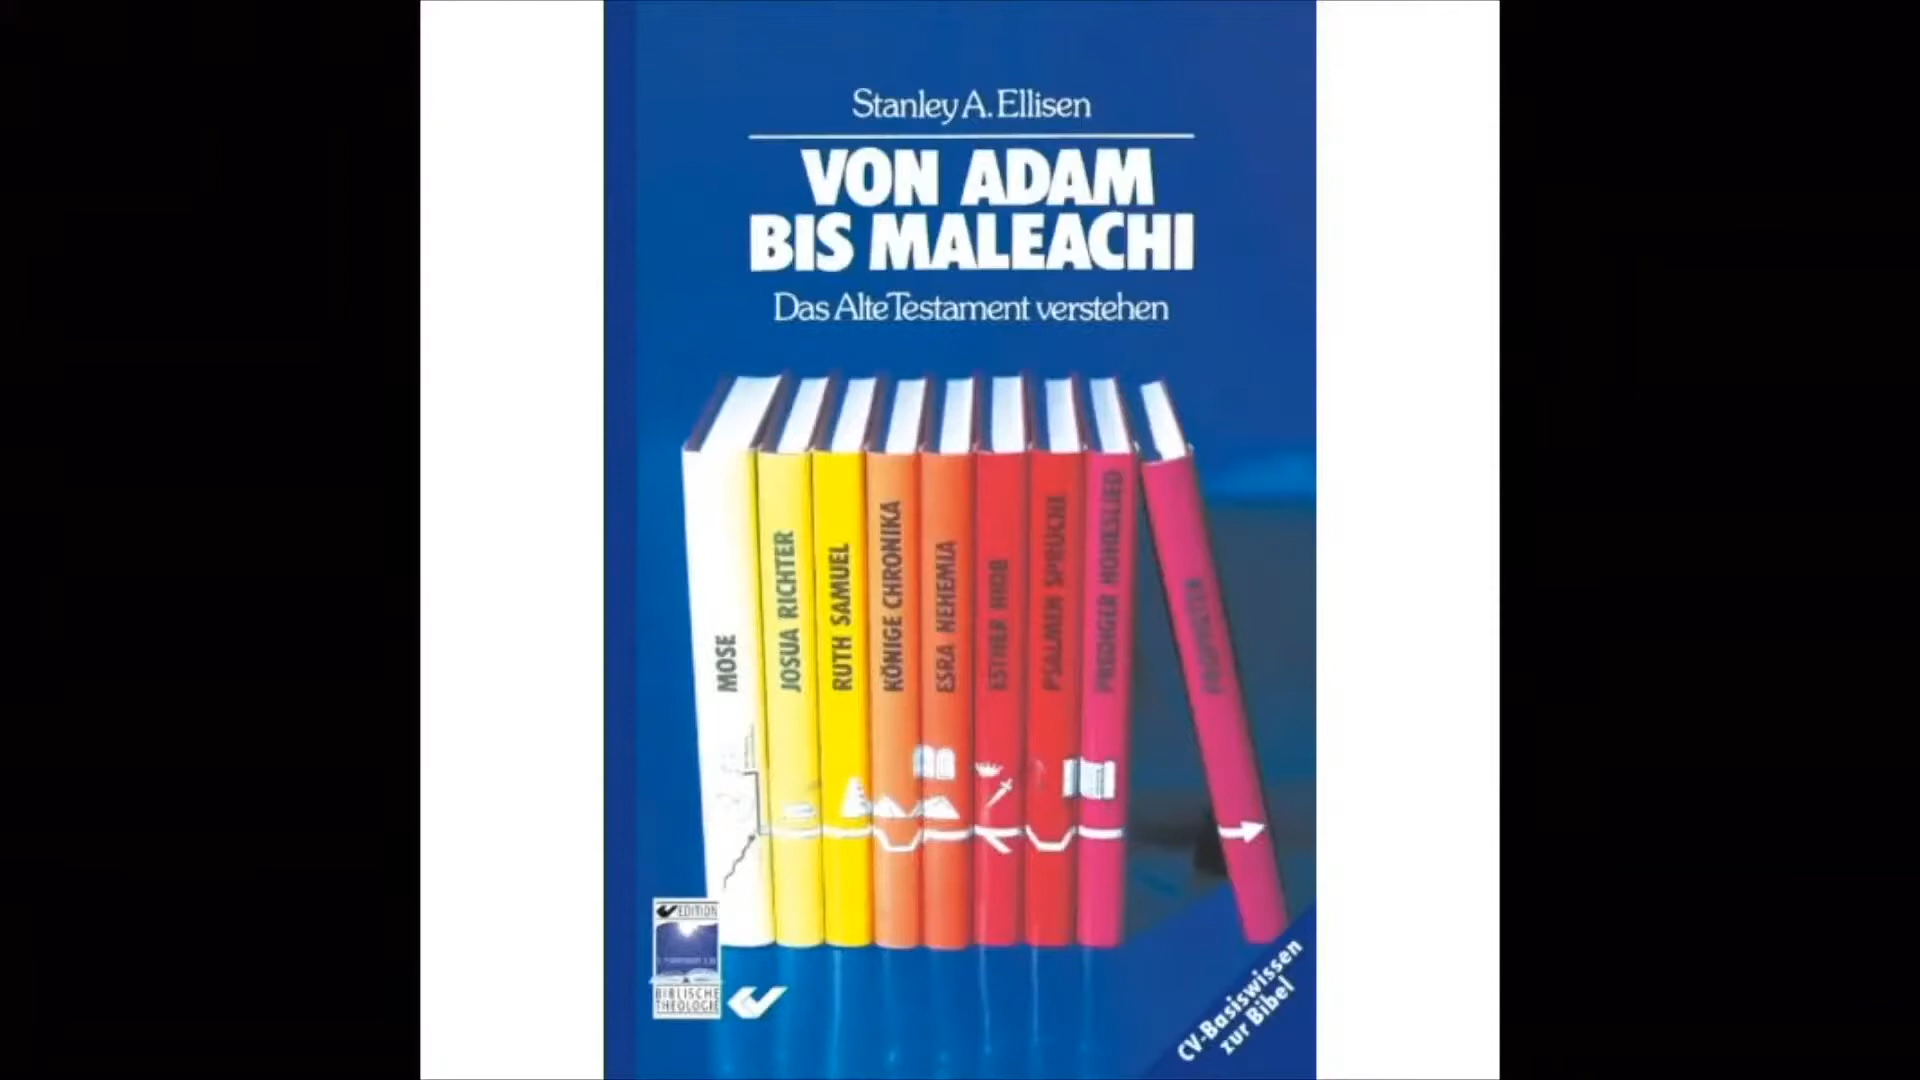 Stanley A. Ellisen
VON ADAM
BIS MALEACHI
Das Alte Testament verstehen
MOSE
JOSUA RICHTER
RUTH SAMUEL
KÖNIGE CHRONIKA
ESRA NEHEMIA
ESTHER HIOB
PSALMEN SPRÜCHE
PREDIGER HOHESLIED
PROPHETEN
EDITION
BIBLISCHE
THEOLOGIE
CV-Basiswissen
zur Bibel